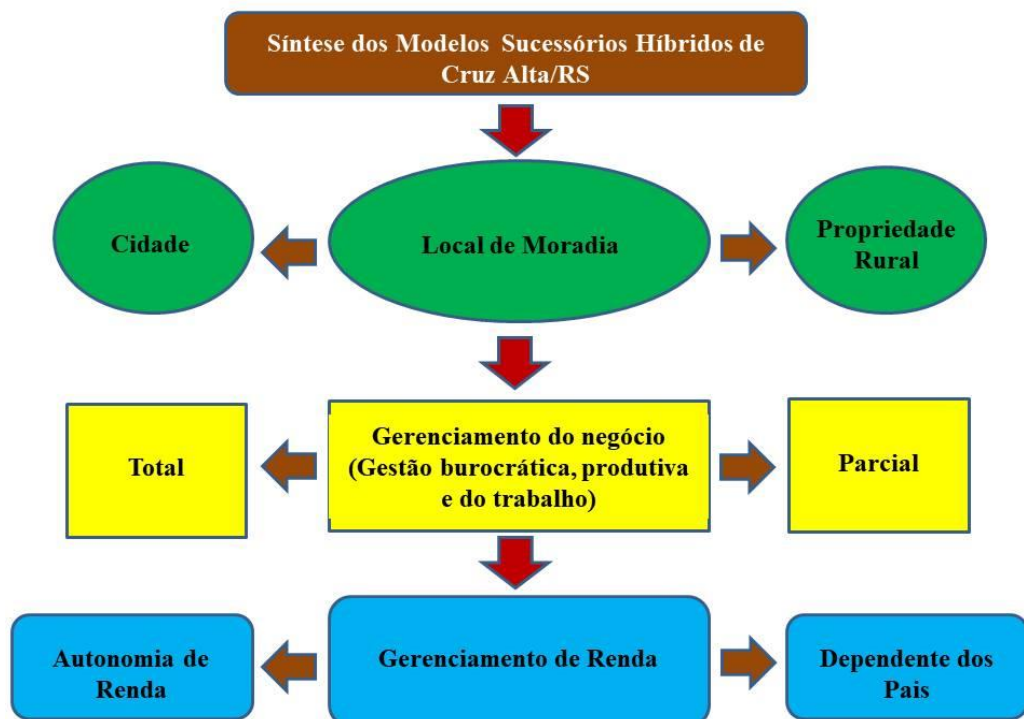 Síntese dos Modelos Sucessórios Híbridos de
Cruz Alta/RS
Cidade
Local de Moradia
Propriedade
Rural
Total
Gerenciamento do negócio
(Gestão burocrática, produtiva
e do trabalho)
Parcial
Autonomia de
Renda
Gerenciamento de Renda
Dependente dos
Pais